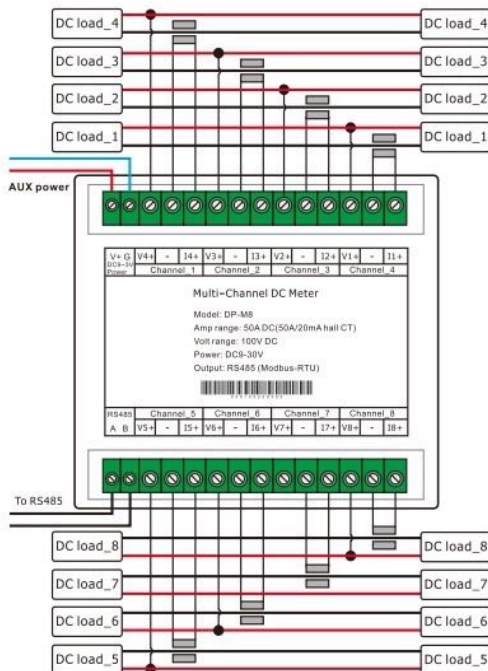 DC load_4 DC load_4
DC load_3 DC load_3
DC load_2 DC load_2
DC load_1 DC load_1
AUX power
V+ G V4+ - I4+ V3+ - I3+ V2+ - I2+ V1+ - I1+
DC9-3V
Power Channel_1 Channel_2 Channel_3 Channel_4
Multi-Channel DC Meter
Model: DP-M8
Amp range: 50A DC(50A/20mA hall CT)
Volt range: 100V DC
Power: DC9-30V
Output: RS485 (Modbus-RTU)
RS485 Channel_5 Channel_6 Channel_7 Channel_8
A B V5+ - I5+ V6+ - I6+ V7+ - I7+ V8+ - I8+
To RS485
DC load_8 DC load_8
DC load_7 DC load_7
DC load_6 DC load_6
DC load_5 DC load_5